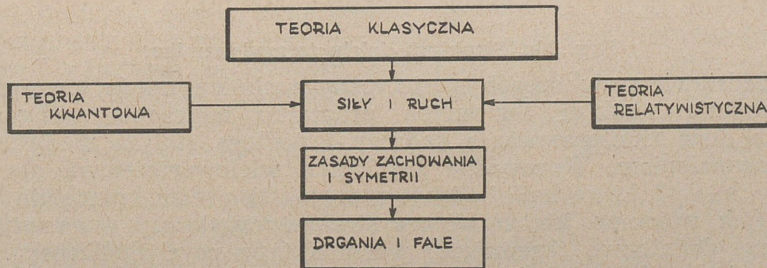 TEORIA KLASYCZNA
TEORIA
KWANTOWA
SIŁY I RUCH
TEORIA
RELATYWISTYCZNA
ZASADY ZACHOWANIA
I SYMETRII
DRGANIA I FALE